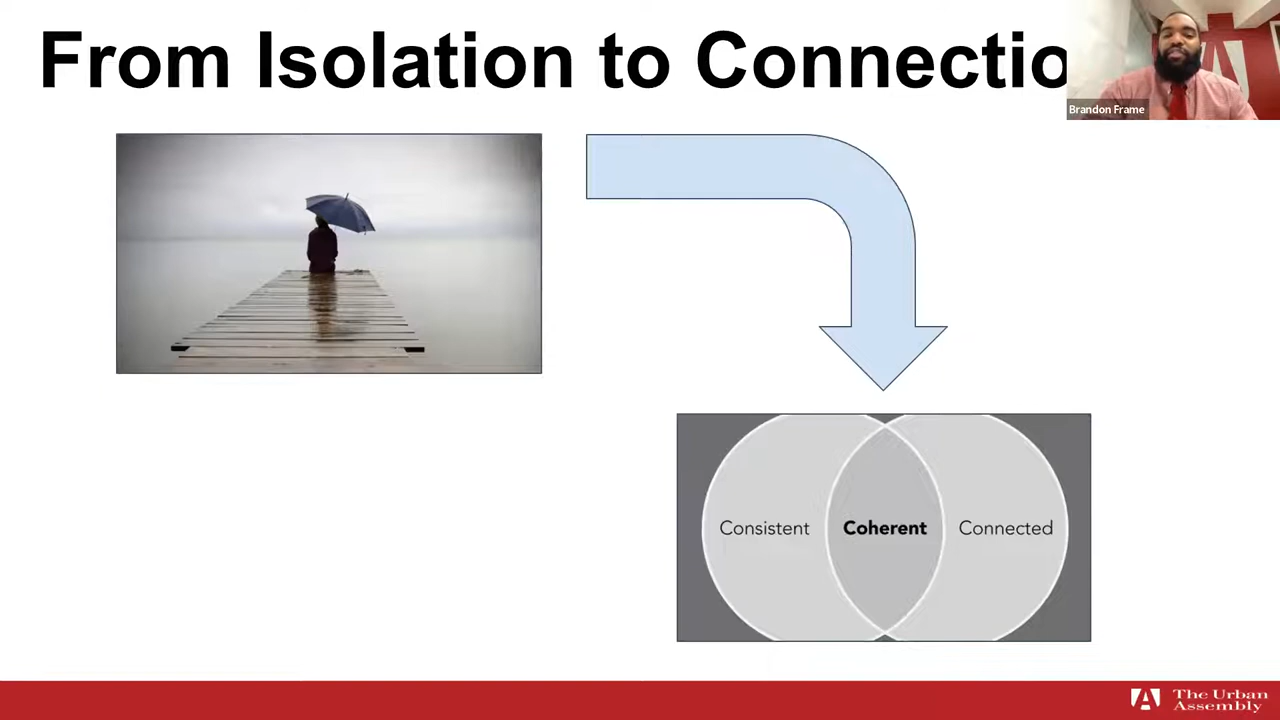 From Isolation to Connectio
Brandon Frame
Consistent
Coherent
Connected
The Urban
Assembly